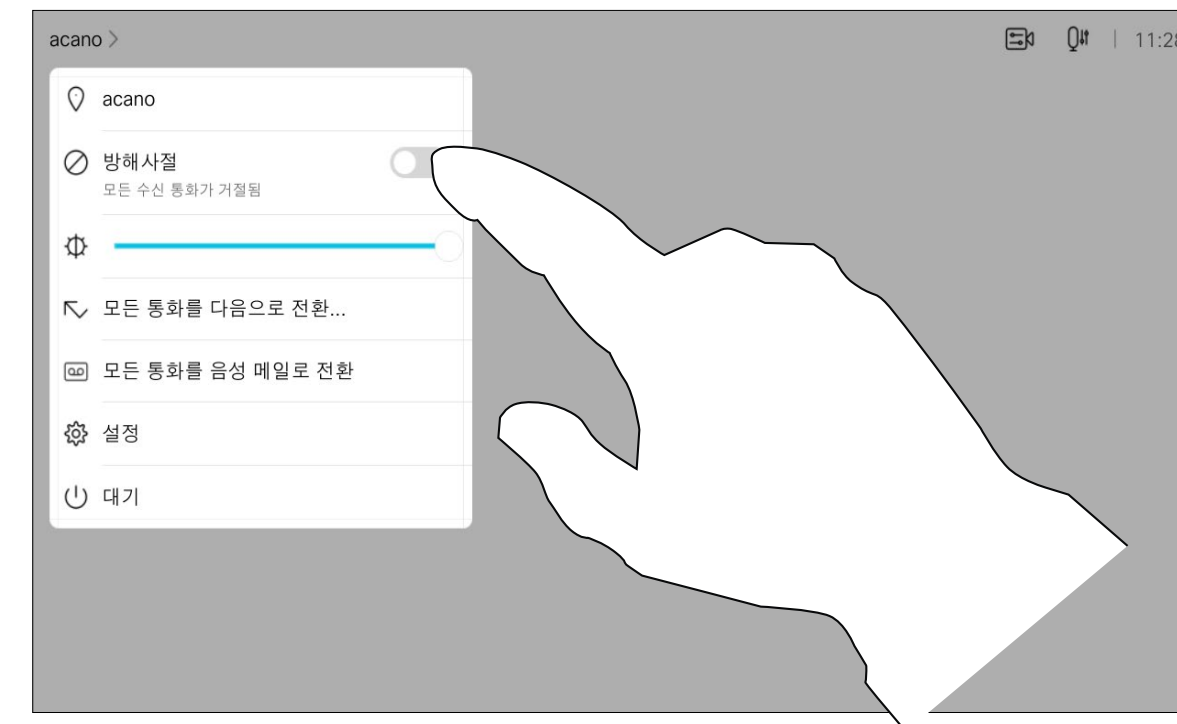 acano >
11:28
acano
방해사절
모든 수신 통화가 거절됨
모든 통화를 다음으로 전환...
모든 통화를 음성 메일로 전환
설정
대기